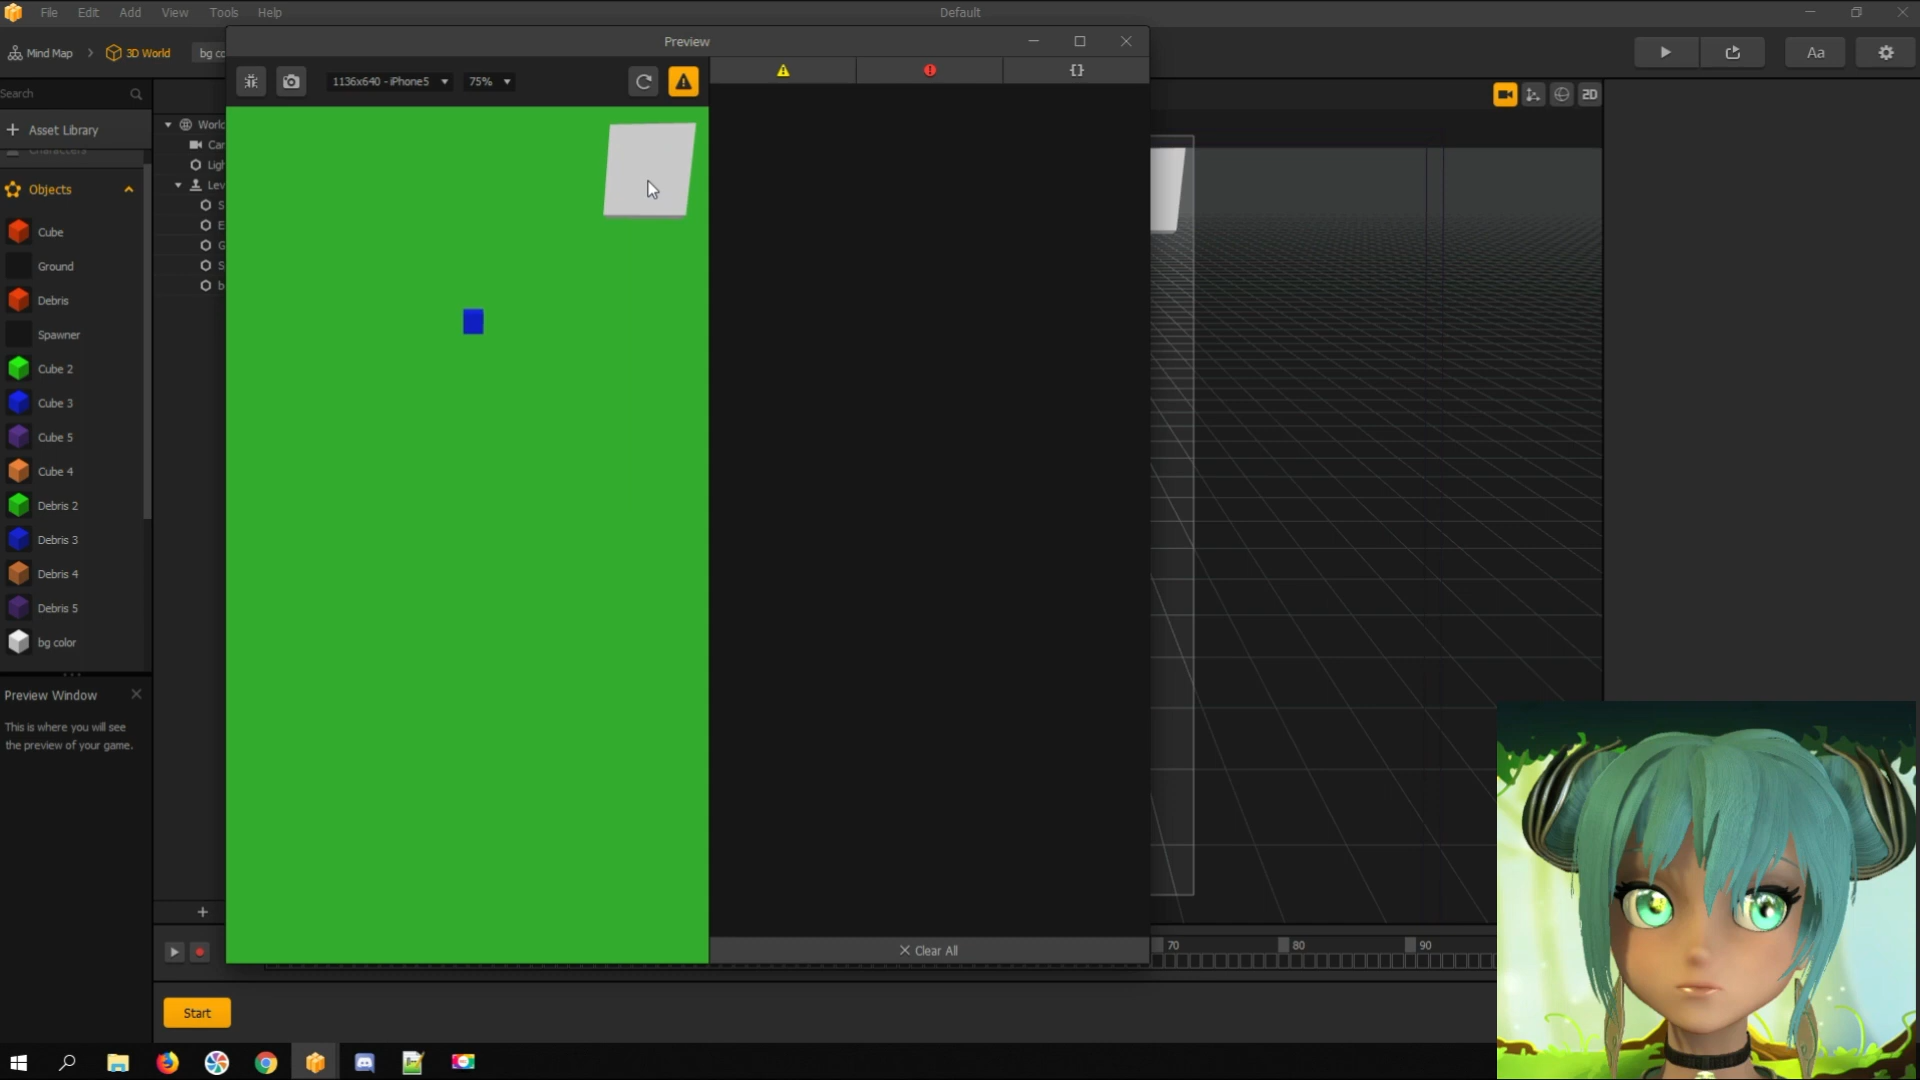 File Edit Add View Tools Help
Default
Mind Map
3D World
bg co
Preview
Aa
1136x640 - iPhone5
75%
{}
2D
Search
Asset Library
Characters
Objects
Cube
Ground
Debris
Spawner
Cube 2
Cube 3
Cube 5
Cube 4
Debris 2
Debris 3
Debris 4
Debris 5
bg color
Worl
Car
Ligh
Lev
S
E
G
S
b
Preview Window
This is where you will see
the preview of your game.
Clear All
70 80 90
Start